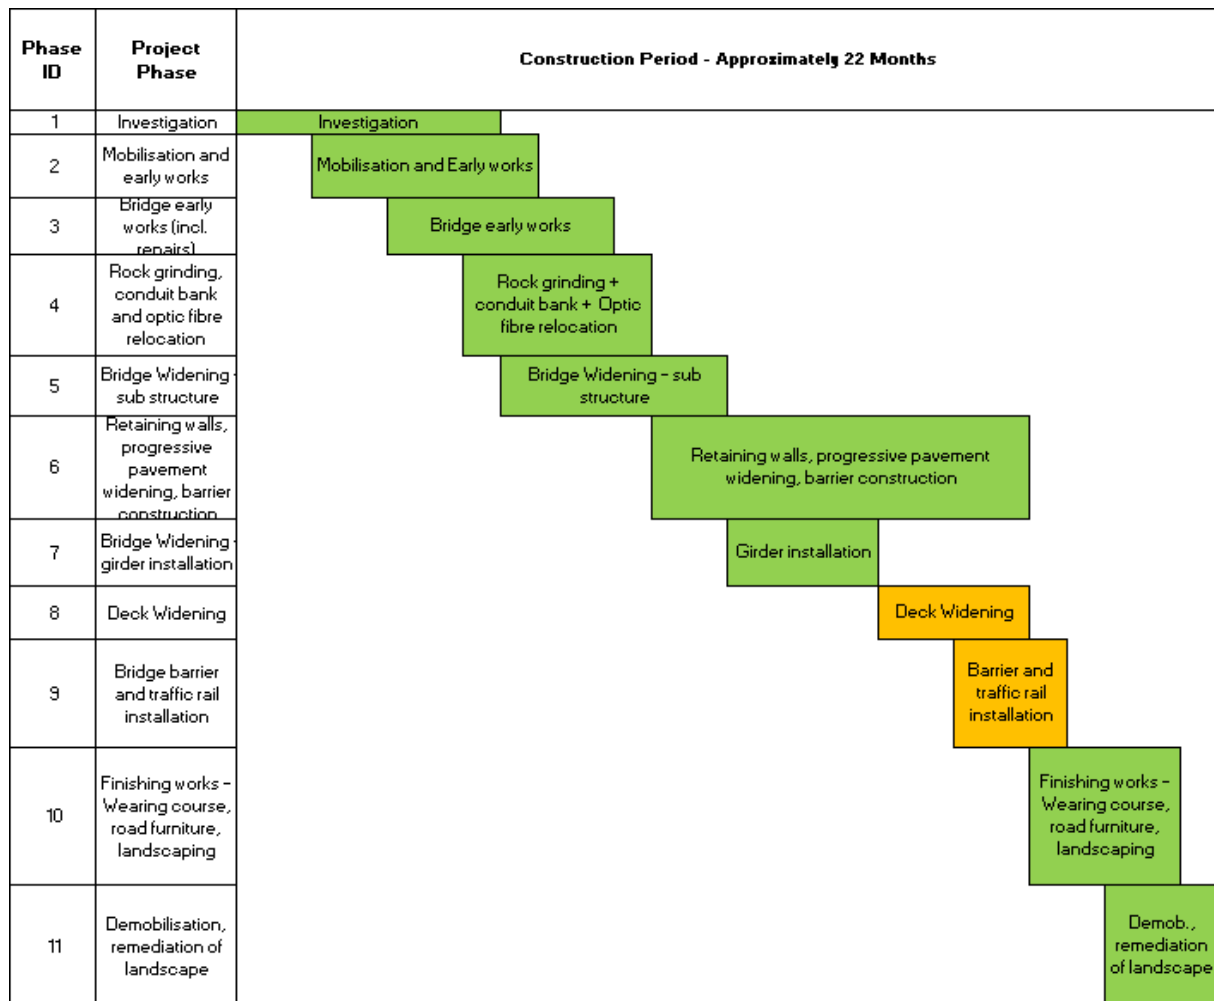 Phase ID
Project Phase
Construction Period - Approximately 22 Months
1
Investigation
Investigation
2
Mobilisation and
early works
Mobilisation and Early works
3
Bridge early
works (incl.
repairs)
Bridge early works
4
Rock grinding,
conduit bank
and optic fibre
relocation
Rock grinding +
conduit bank + Optic
fibre relocation
5
Bridge Widening -
sub structure
Bridge Widening - sub
structure
6
Retaining walls,
progressive
pavement
widening, barrier
construction
Retaining walls, progressive pavement
widening, barrier construction
7
Bridge Widening -
girder installation
Girder installation
8
Deck Widening
Deck Widening
9
Bridge barrier
and traffic rail
installation
Barrier and
traffic rail
installation
10
Finishing works -
Wearing course,
road furniture,
landscaping
Finishing works -
Wearing course,
road furniture,
landscaping
11
Demobilisation,
remediation of
landscape
Demob.,
remediation
of landscape